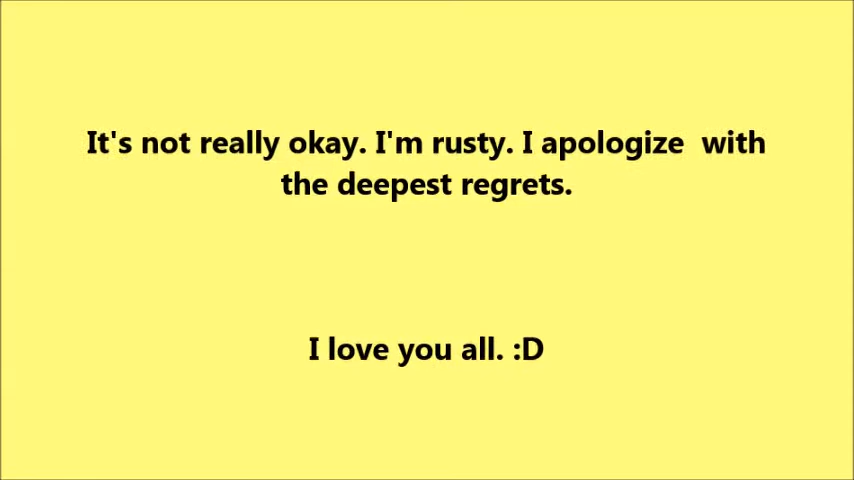 It's not really okay. I'm rusty. I apologize  with
the deepest regrets.
I love you all. :D